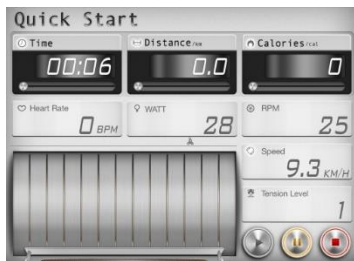 Quick Start
Time Distance/km Calories/cal
00:06 0.0 0
Heart Rate WATT RPM
0 BPM 28 25
Speed
9.3 KM/H
Tension Level
1